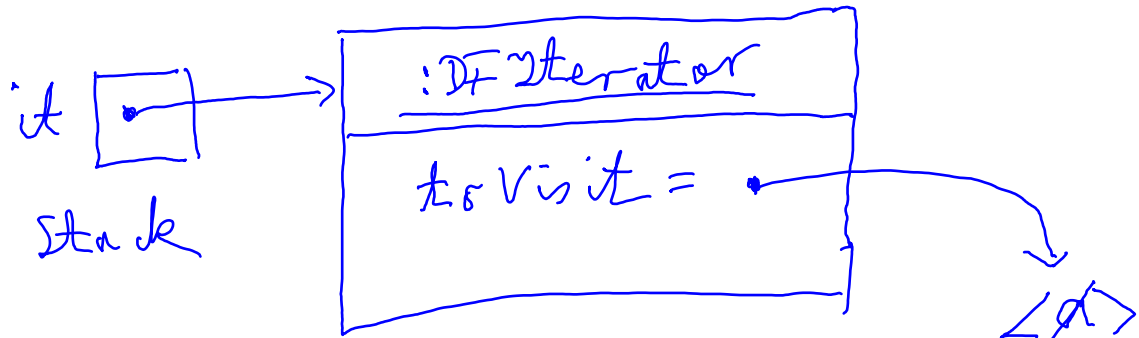 :DFIterator
it
toVisit =
Stack
<a>